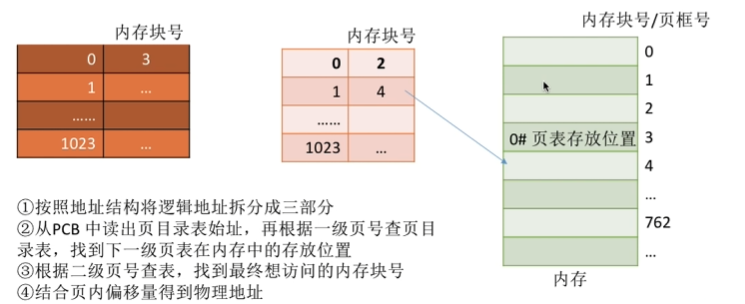 内存块号
0 3
1 ...
......
1023 ...
内存块号
0 2
1 4
......
1023 ...
内存块号/页框号
0
1
2
0# 页表存放位置 3
4
...
762
...
内存
①按照地址结构将逻辑地址拆分成三部分
②从PCB 中读出页目录表始址，再根据一级页号查页目
录表，找到下一级页表在内存中的存放位置
③根据二级页号查表，找到最终想访问的内存块号
④结合页内偏移量得到物理地址